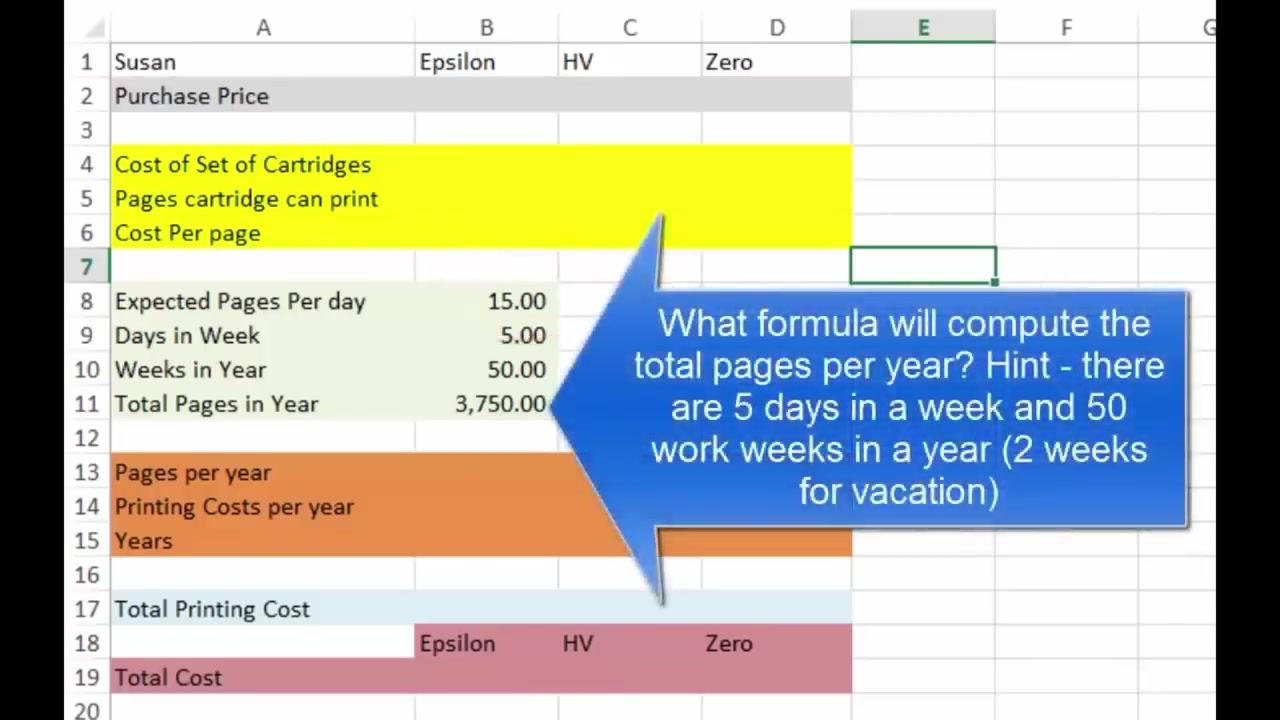 A B C D E F G
1 Susan Epsilon HV Zero
2 Purchase Price
3
4 Cost of Set of Cartridges
5 Pages cartridge can print
6 Cost Per page
7
8 Expected Pages Per day 15.00
9 Days in Week 5.00
10 Weeks in Year 50.00
11 Total Pages in Year 3,750.00
12
13 Pages per year
14 Printing Costs per year
15 Years
16
17 Total Printing Cost
18 Epsilon HV Zero
19 Total Cost
20
What formula will compute the
total pages per year? Hint - there
are 5 days in a week and 50
work weeks in a year (2 weeks
for vacation)